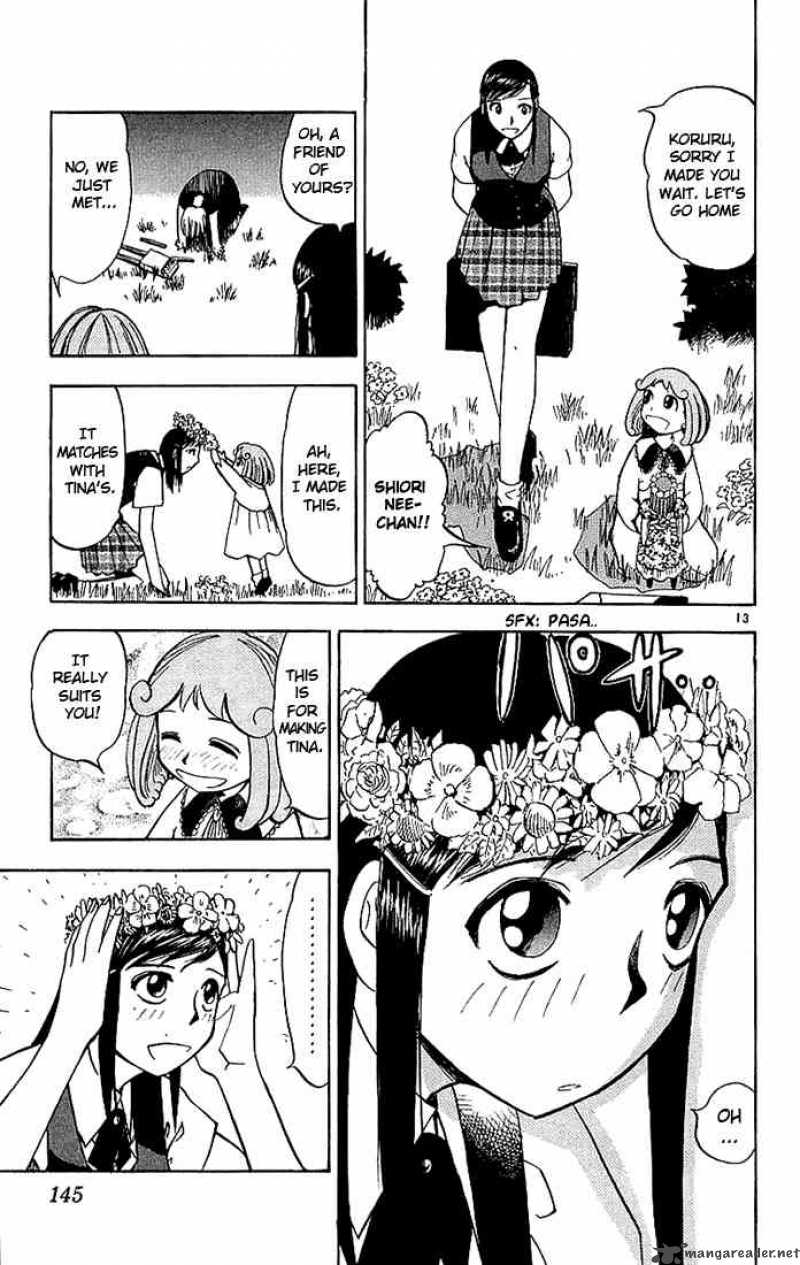 KORURU,
SORRY I
MADE YOU
WAIT. LET'S
GO HOME
SHIORI
NEE-
CHAN!!
OH, A
FRIEND
OF
YOURS?
NO, WE
JUST
MET...
AH,
HERE,
I MADE
THIS.
IT
MATCHES
WITH
TINA'S.
13
SFX: PASA..
パサ。。
OH
...
THIS
IS FOR
MAKING
TINA.
IT
REALLY
SUITS
YOU!
.........
145
mangareader.net